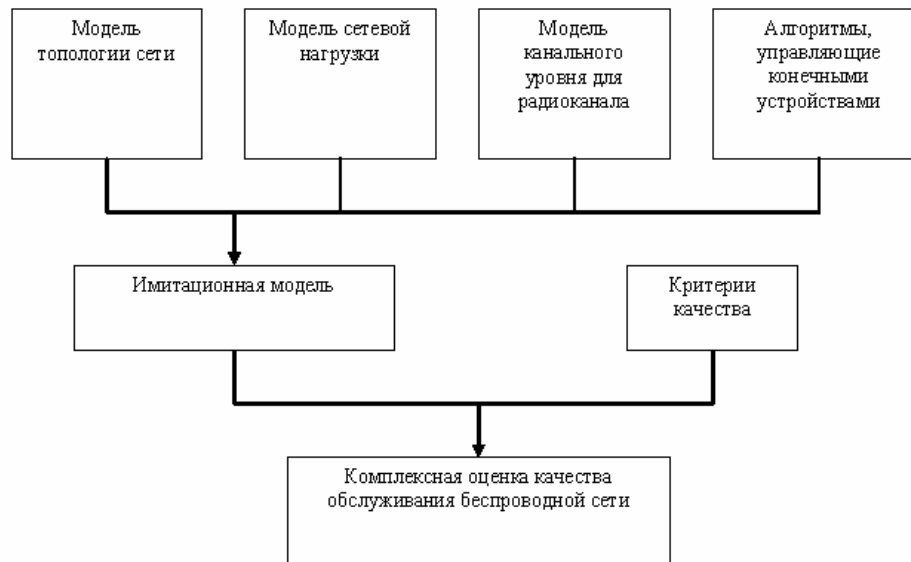 Модель
топологии сети
Модель сетевой
нагрузки
Модель
канального
уровня для
радиоканала
Алгоритмы,
управляющие
конечными
устройствами
Имитационная модель
Критерии
качества
Комплексная оценка качества
обслуживания беспроводной сети